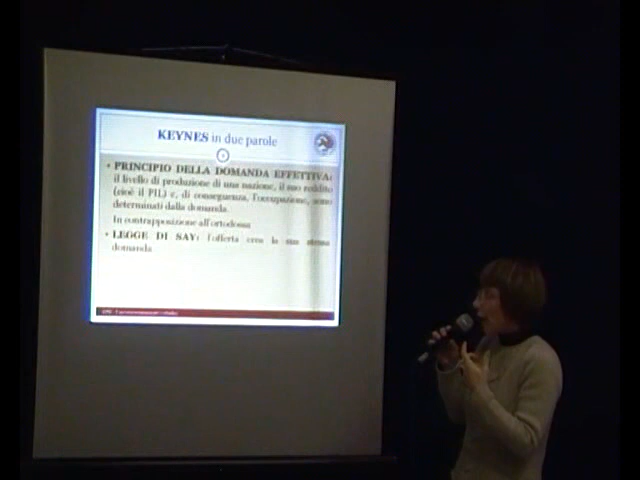 KEYNES in due parole
• PRINCIPIO DELLA DOMANDA EFFETTIVA:
il livello di produzione di una nazione, il suo reddito
(cioè il PIL) e, di conseguenza, l'occupazione, sono
determinati dalla domanda.
In contrapposizione all'ortodossa
• LEGGE DI SAY: l'offerta crea la sua stessa
domanda